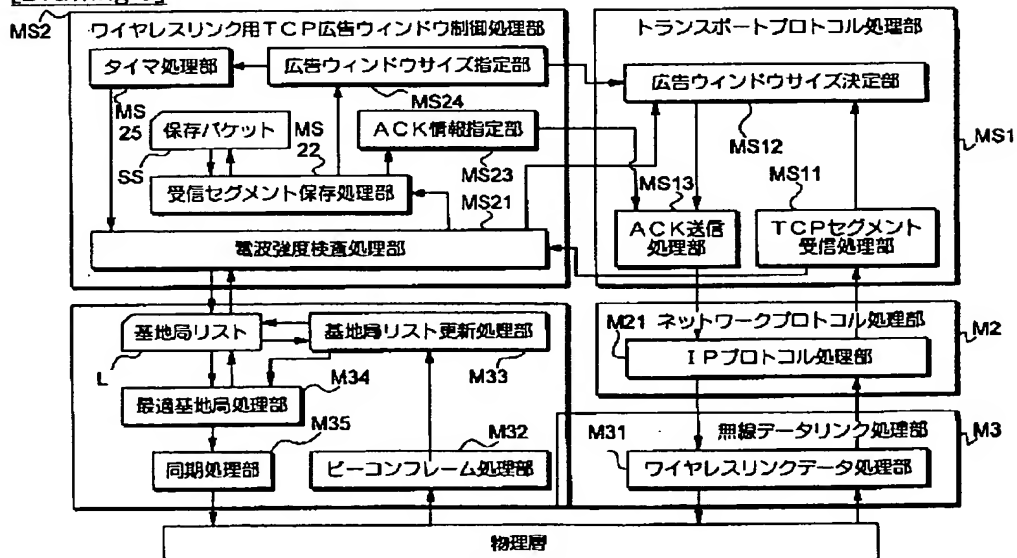 MS2
ワイヤレスリンク用TCP広告ウィンドウ制御処理部
タイマ処理部
広告ウィンドウサイズ指定部
MS24
MS
25
保存パケット
SS
MS
22
ACK情報指定部
MS23
受信セグメント保存処理部
MS21
電波強度検査処理部
トランスポートプロトコル処理部
広告ウィンドウサイズ決定部
MS12
MS1
MS13
MS11
ACK送信
処理部
TCPセグメント
受信処理部
基地局リスト
L
基地局リスト更新処理部
M33
M34
最適基地局処理部
M35
同期処理部
M32
ビーコンフレーム処理部
M21
ネットワークプロトコル処理部
M2
IPプロトコル処理部
M31
無線データリンク処理部
M3
ワイヤレスリンクデータ処理部
物理層